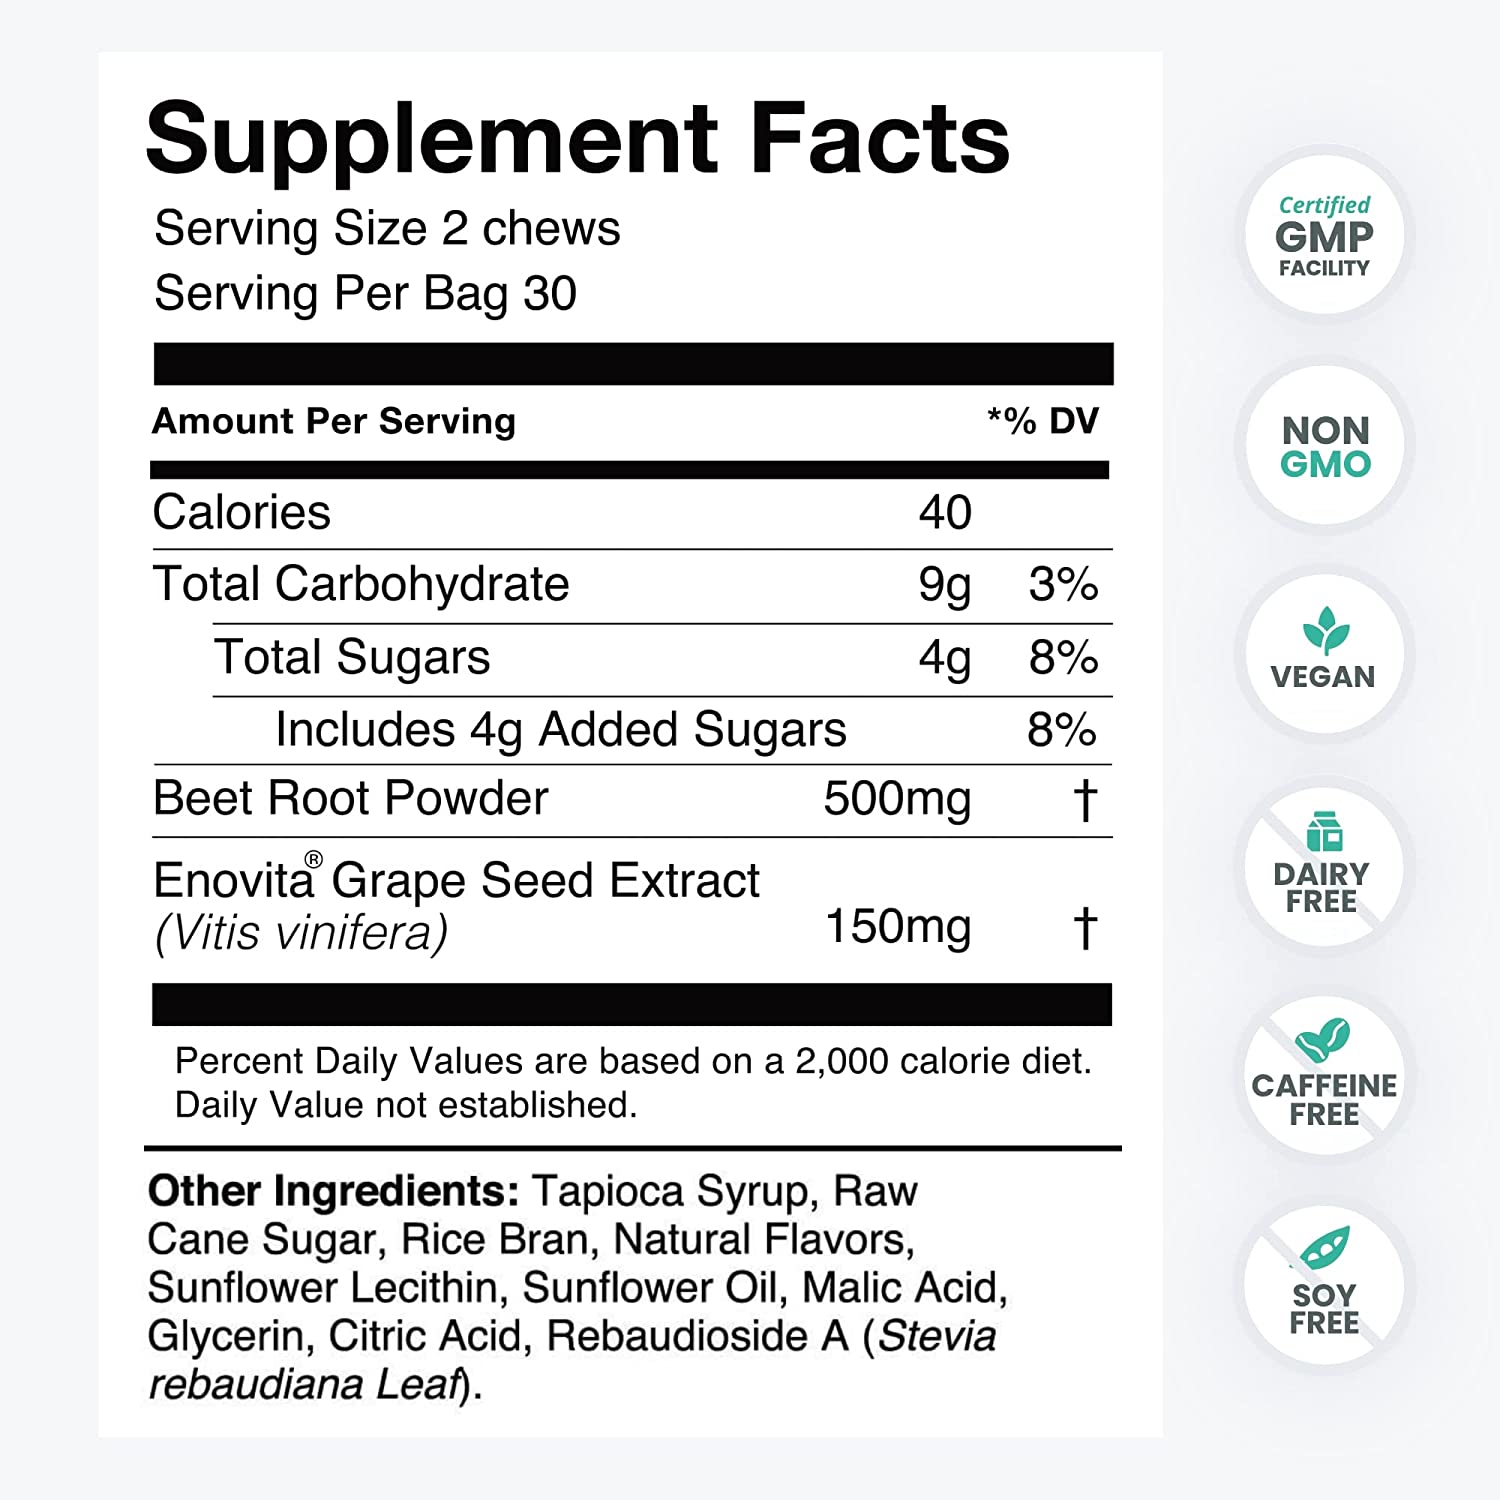 Supplement Facts
Serving Size 2 chews
Serving Per Bag 30
Amount Per Serving *% DV
Calories 40
Total Carbohydrate 9g 3%
Total Sugars 4g 8%
Includes 4g Added Sugars 8%
Beet Root Powder 500mg †
Enovita® Grape Seed Extract
(Vitis vinifera) 150mg †
Percent Daily Values are based on a 2,000 calorie diet.
Daily Value not established.
Other Ingredients: Tapioca Syrup, Raw
Cane Sugar, Rice Bran, Natural Flavors,
Sunflower Lecithin, Sunflower Oil, Malic Acid,
Glycerin, Citric Acid, Rebaudioside A (Stevia
rebaudiana Leaf).
Certified
GMP
FACILITY
NON
GMO
VEGAN
DAIRY
FREE
CAFFEINE
FREE
SOY
FREE